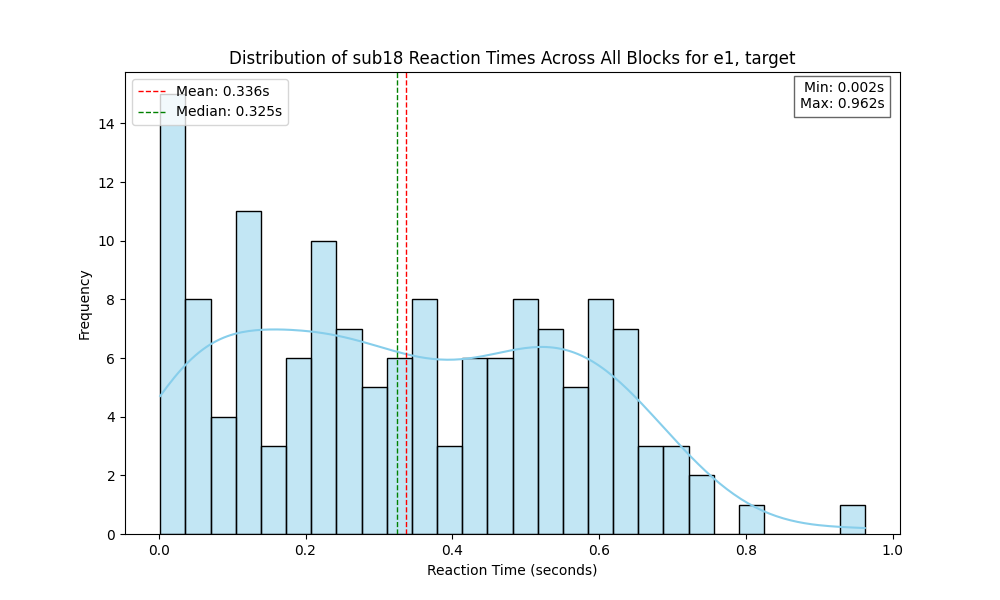 Distribution of sub18 Reaction Times Across All Blocks for e1, target
Mean: 0.336s
Median: 0.325s
Min: 0.002s
Max: 0.962s
Frequency
14
12
10
8
6
4
2
0
0.0
0.2
0.4
0.6
0.8
1.0
Reaction Time (seconds)